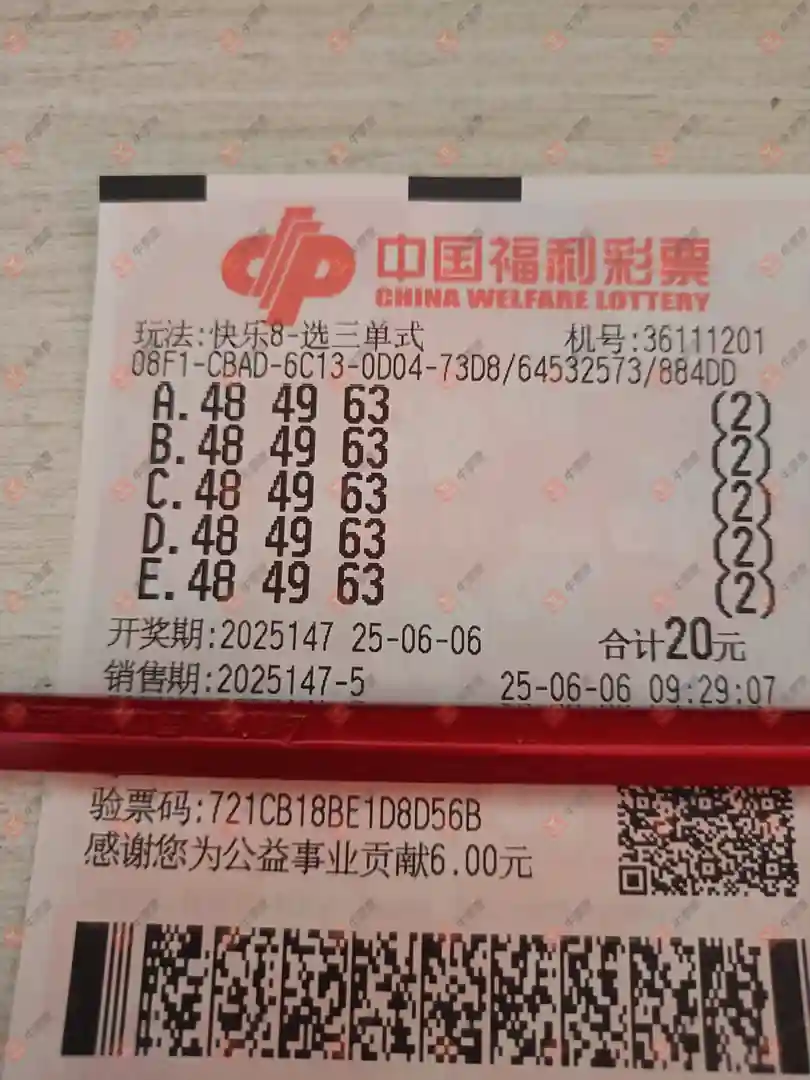 中国福利彩票
CHINA WELFARE LOTTERY
玩法:快乐8-选三单式 机号:36111201
08F1-CBAD-6C13-0D04-73D8/64532573/884DD
A.48 49 63 (2)
B.48 49 63 (2)
C.48 49 63 (2)
D.48 49 63 (2)
E.48 49 63 (2)
开奖期:2025147 25-06-06 合计20元
销售期:2025147-5 25-06-06 09:29:07
验票码:721CB18BE1D8D56B
感谢您为公益事业贡献6.00元